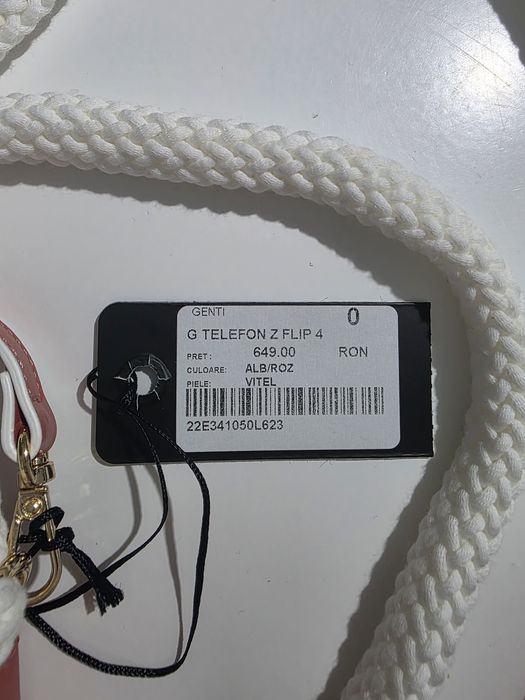 GENTI 0
G TELEFON Z FLIP 4
PRET: 649.00 RON
CULOARE: ALB/ROZ
PIELE: VITEL
22E341050L623